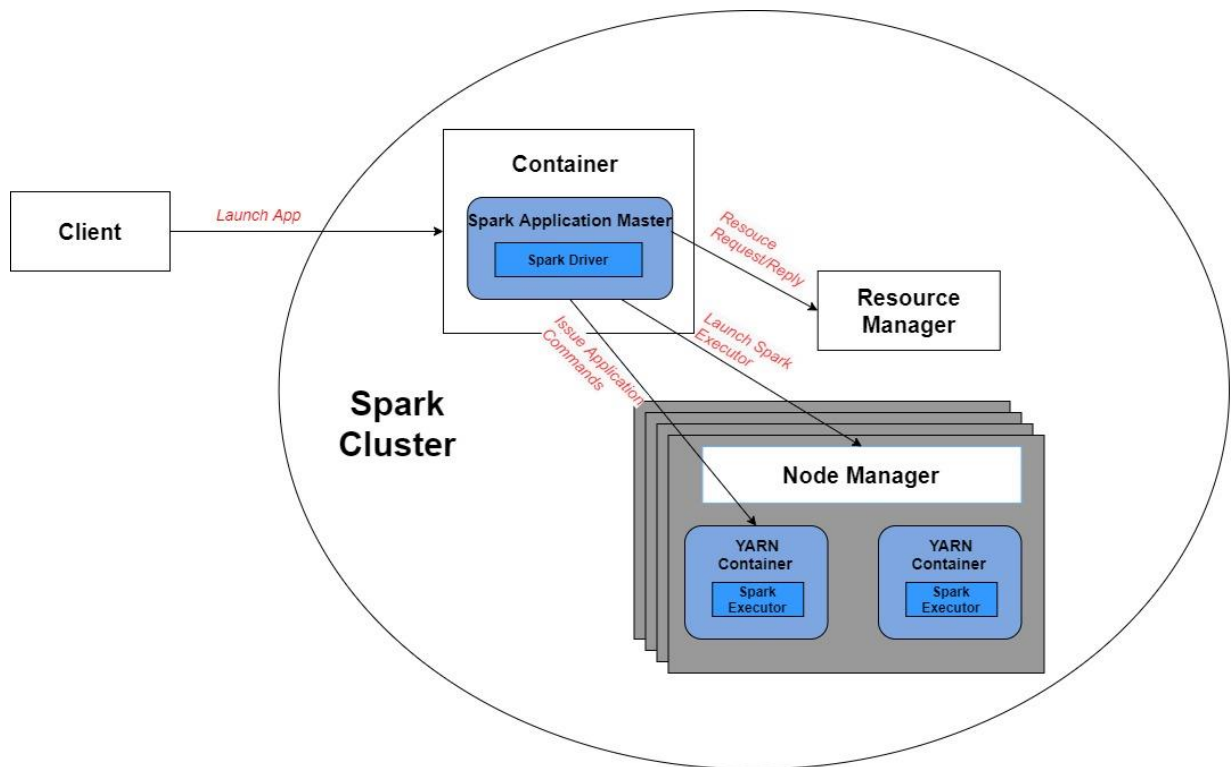 Container
Client
Launch App
Spark Application Master
Spark Driver
Resouce
Request/Reply
Resource
Manager
Issue Application
Commands
Launch Spark
Executor
Spark
Cluster
Node Manager
YARN
Container
Spark
Executor
YARN
Container
Spark
Executor